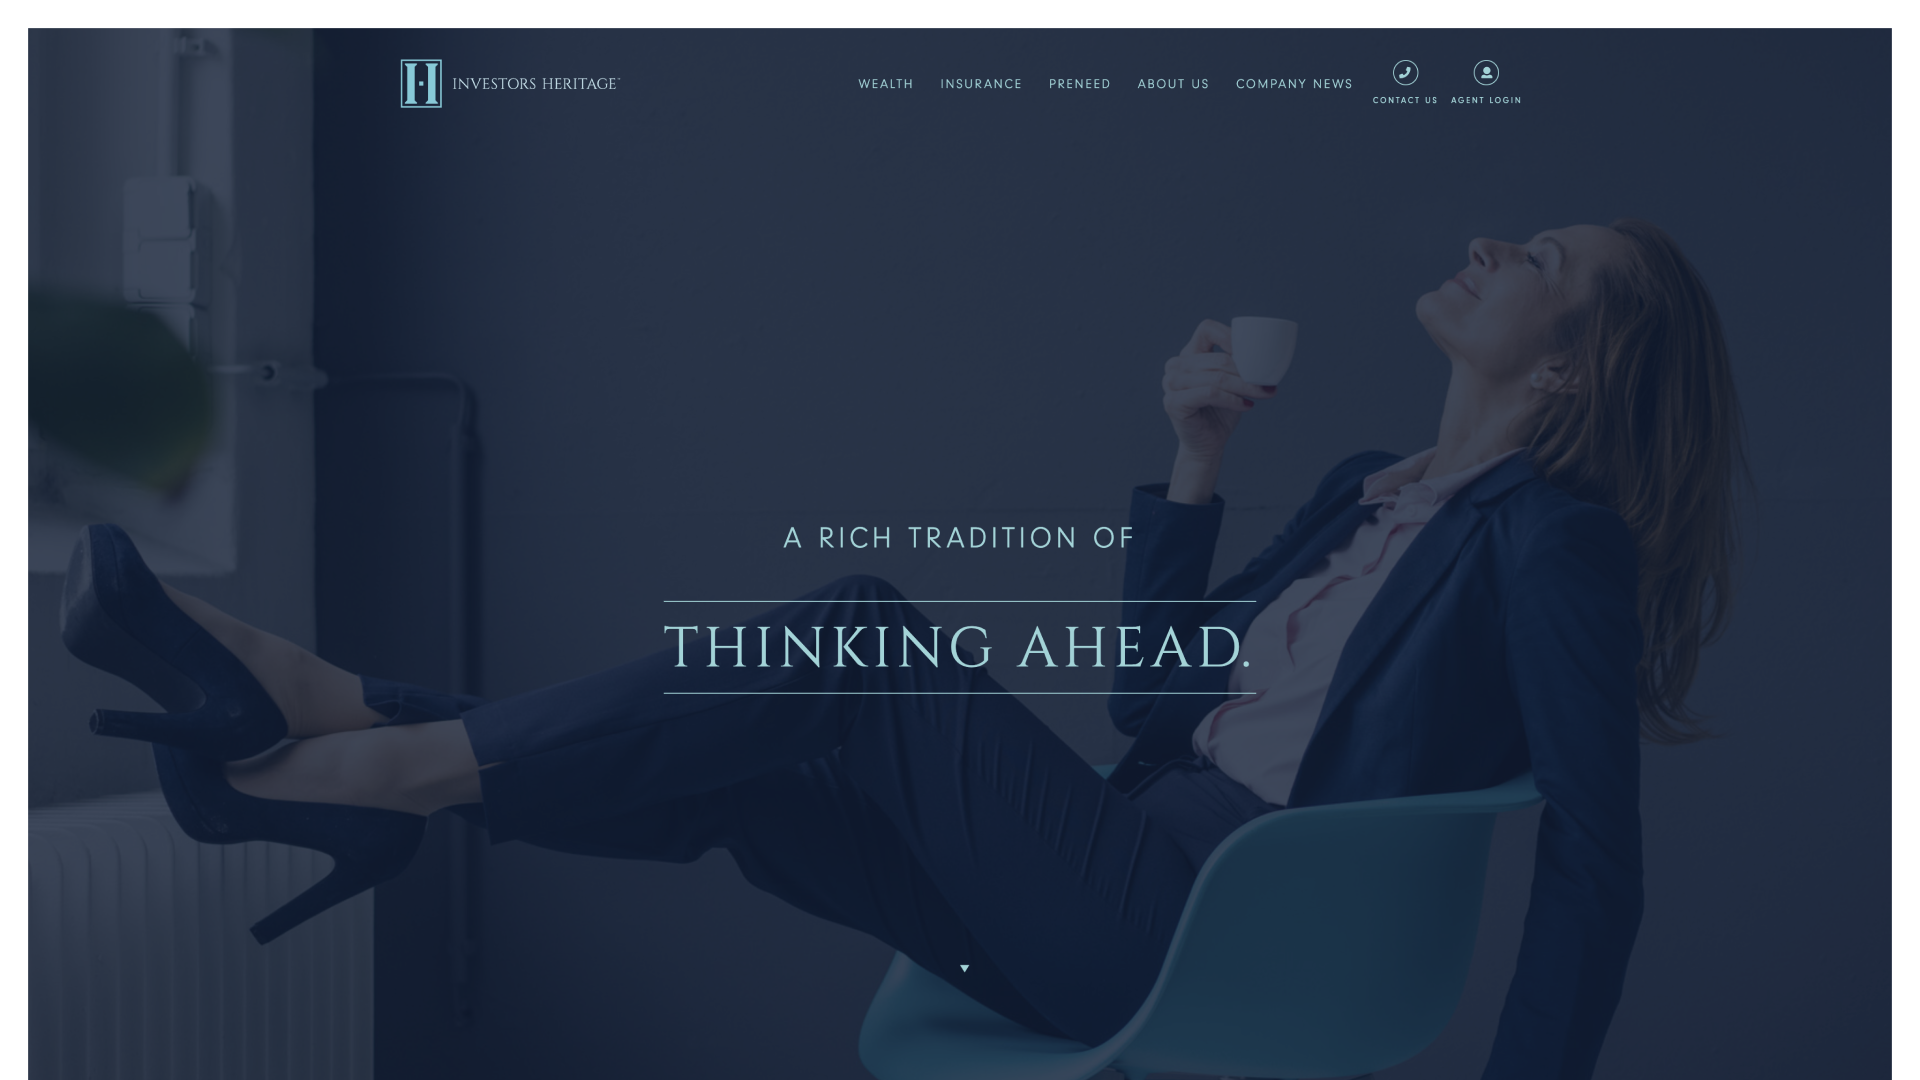 INVESTORS HERITAGE
WEALTH INSURANCE PRENEED ABOUT US COMPANY NEWS
CONTACT US AGENT LOGIN
A RICH TRADITION OF
THINKING AHEAD.